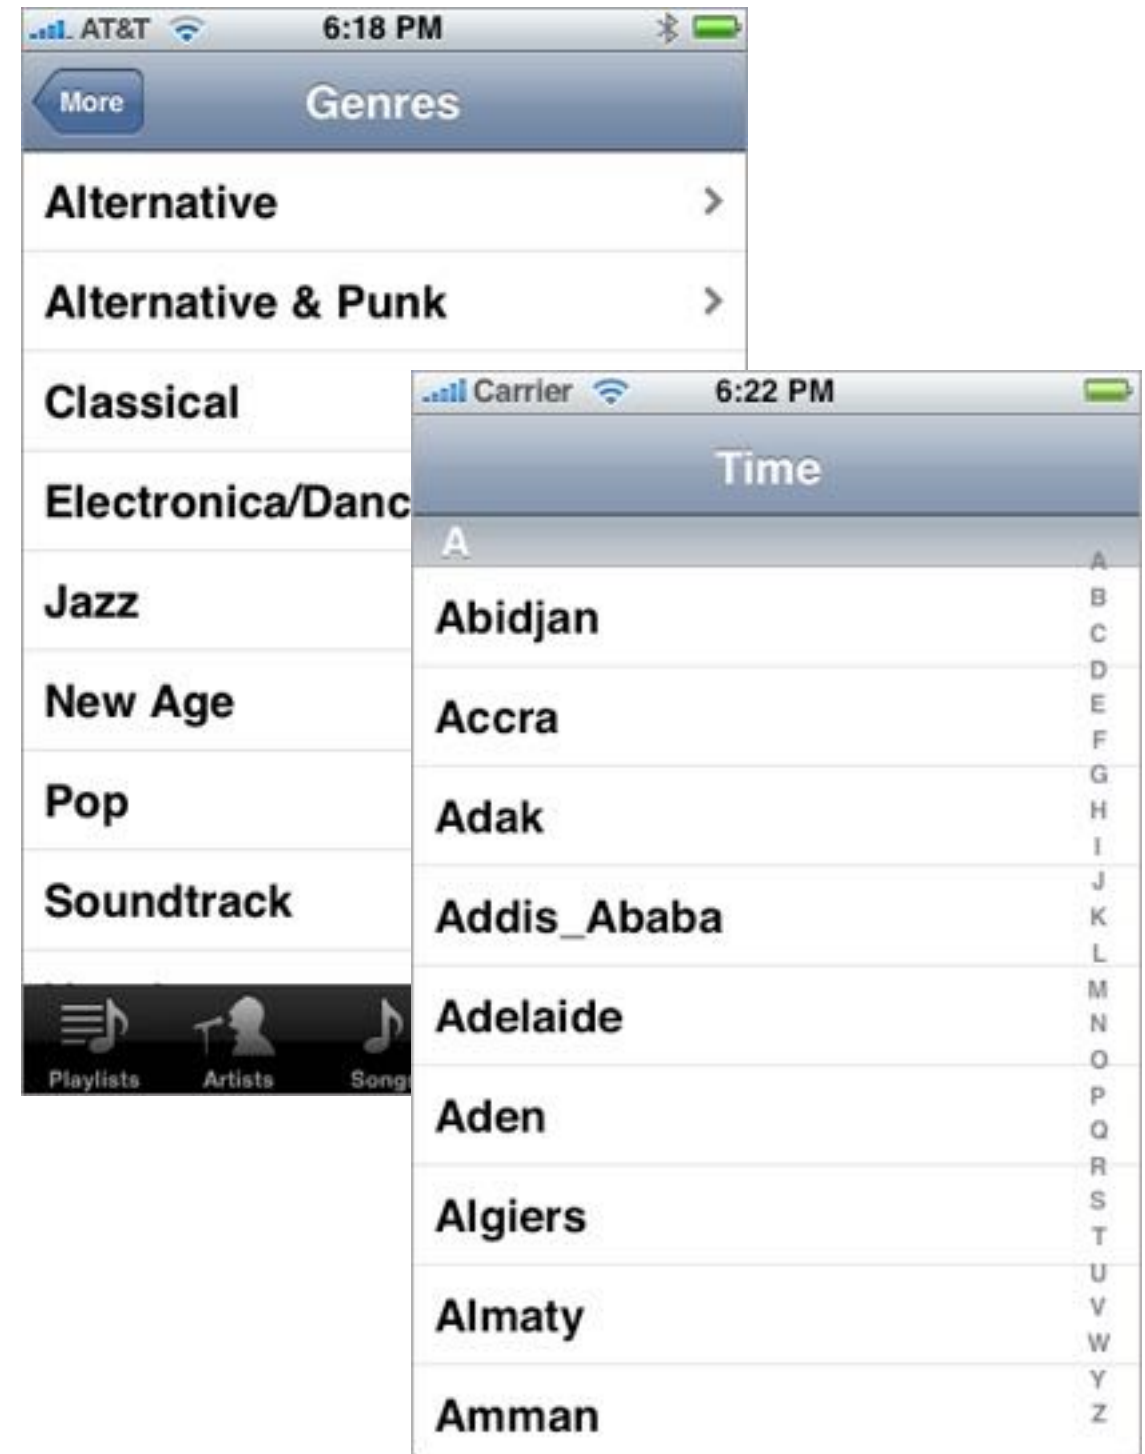 AT&T 6:18 PM
More Genres
Alternative
Alternative & Punk
Classical
Electronica/Danc
Jazz
New Age
Pop
Soundtrack
Playlists Artists Song
Carrier 6:22 PM
Time
A
Abidjan
Accra
Adak
Addis_Ababa
Adelaide
Aden
Algiers
Almaty
Amman
A
B
C
D
E
F
G
H
I
J
K
L
M
N
O
P
Q
R
S
T
U
V
W
Y
Z